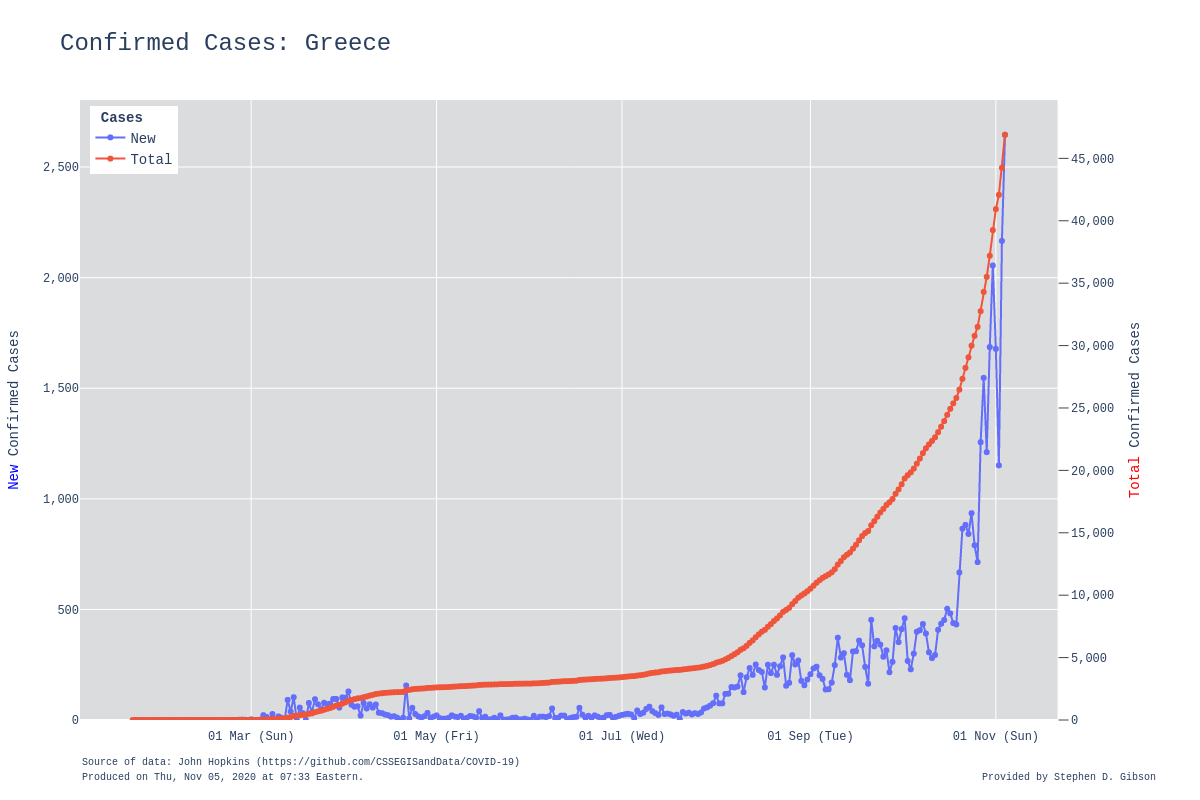 Confirmed Cases: Greece
Cases
New
Total
2,500
2,000
1,500
1,000
500
0
New Confirmed Cases
45,000
40,000
35,000
30,000
25,000
20,000
15,000
10,000
5,000
0
Total Confirmed Cases
01 Mar (Sun)
01 May (Fri)
01 Jul (Wed)
01 Sep (Tue)
01 Nov (Sun)
Source of data: John Hopkins (https://github.com/CSSEGISandData/COVID-19)
Produced on Thu, Nov 05, 2020 at 07:33 Eastern.
Provided by Stephen D. Gibson